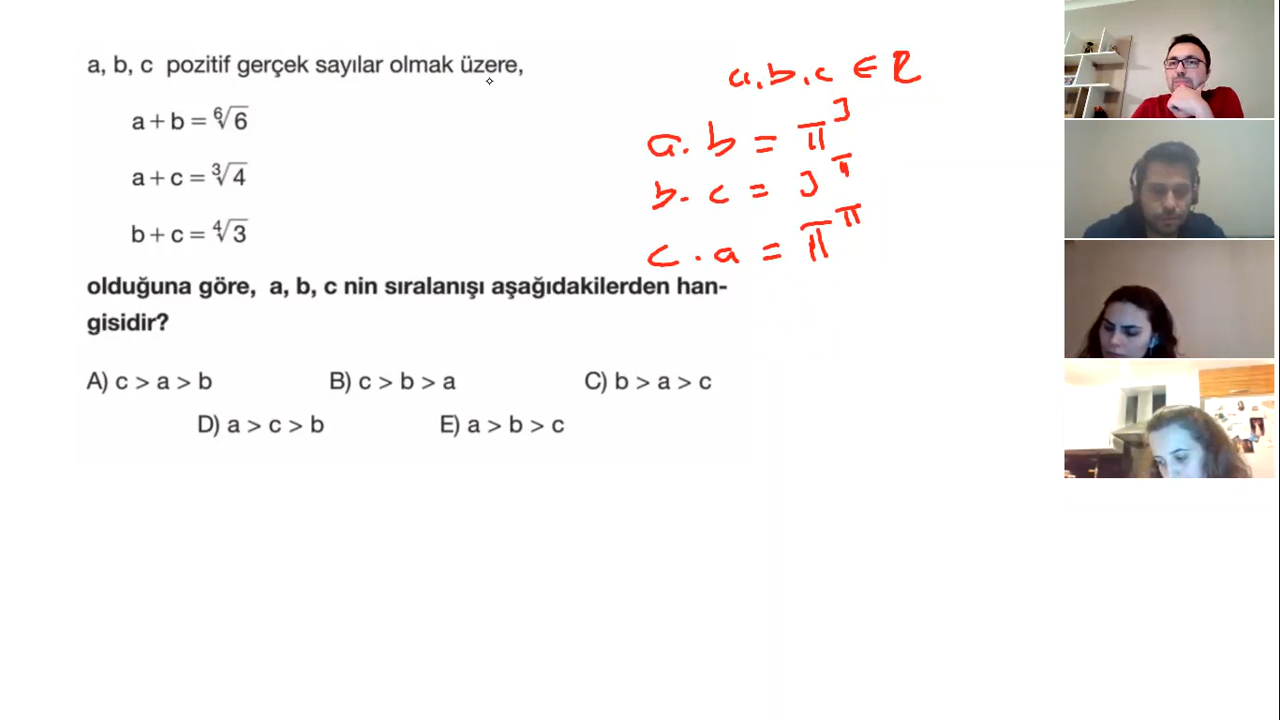 a, b, c pozitif gerçek sayılar olmak üzere,
a + b = ⁶√6
a + c = ³√4
b + c = ⁴√3
olduğuna göre, a, b, c nin sıralanışı aşağıdakilerden han-
gisidir?
A) c > a > b B) c > b > a C) b > a > c
D) a > c > b E) a > b > c
a, b, c ∈ R
a . b = π³
b . c = 3^π
c . a = π^π